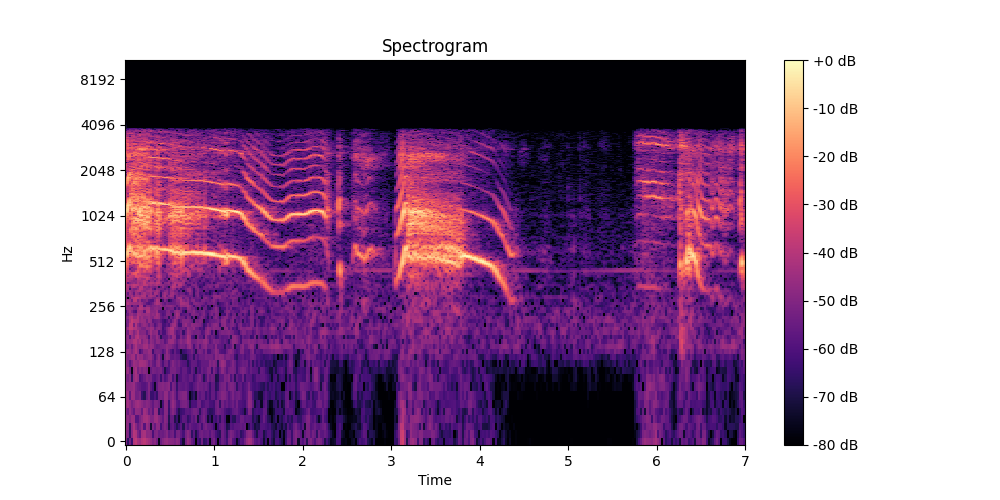 Spectrogram
Hz
8192
4096
2048
1024
512
256
128
64
0
0 1 2 3 4 5 6 7
Time
+0 dB
-10 dB
-20 dB
-30 dB
-40 dB
-50 dB
-60 dB
-70 dB
-80 dB